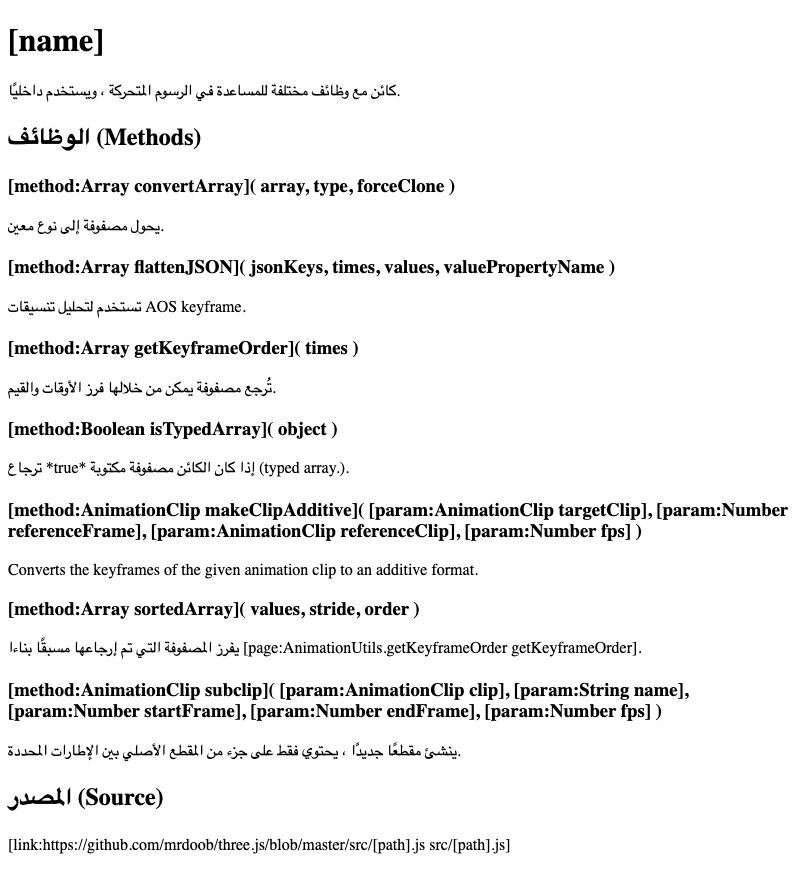 [name]
كائن مع وظائف مختلفة للمساعدة في الرسوم المتحركة ، ويستخدم داخليًا.
الوظائف (Methods)
[method:Array convertArray]( array, type, forceClone )
يحول مصفوفة إلى نوع معين.
[method:Array flattenJSON]( jsonKeys, times, values, valuePropertyName )
تستخدم لتحليل تنسيقات AOS keyframe.
[method:Array getKeyframeOrder]( times )
تُرجع مصفوفة يمكن من خلالها فرز الأوقات والقيم.
[method:Boolean isTypedArray]( object )
ترجاع *true* إذا كان الكائن مصفوفة مكتوبة (typed array.).
[method:AnimationClip makeClipAdditive]( [param:AnimationClip targetClip], [param:Number
referenceFrame], [param:AnimationClip referenceClip], [param:Number fps] )
Converts the keyframes of the given animation clip to an additive format.
[method:Array sortedArray]( values, stride, order )
يفرز المصفوفة التي تم إرجاعها مسبقًا بناءا [page:AnimationUtils.getKeyframeOrder getKeyframeOrder].
[method:AnimationClip subclip]( [param:AnimationClip clip], [param:String name],
[param:Number startFrame], [param:Number endFrame], [param:Number fps] )
ينشئ مقطعًا جديدًا ، يحتوي فقط على جزء من المقطع الأصلي بين الإطارات المحددة.
المصدر (Source)
[link:https://github.com/mrdoob/three.js/blob/master/src/[path].js src/[path].js]